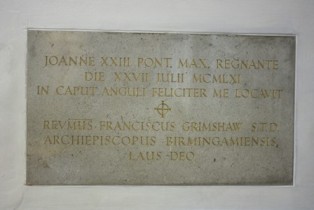 JOANNE XXIII PONT. MAX. REGNANTE
DIE XXVII IULII MCMLXI
IN CAPUT ANGULI FELICITER ME LOCAVIT
REVMUS FRANCISCUS GRIMSHAW S.T.D.
ARCHIEPISCOPUS BIRMINGAMIENSIS,
LAUS DEO